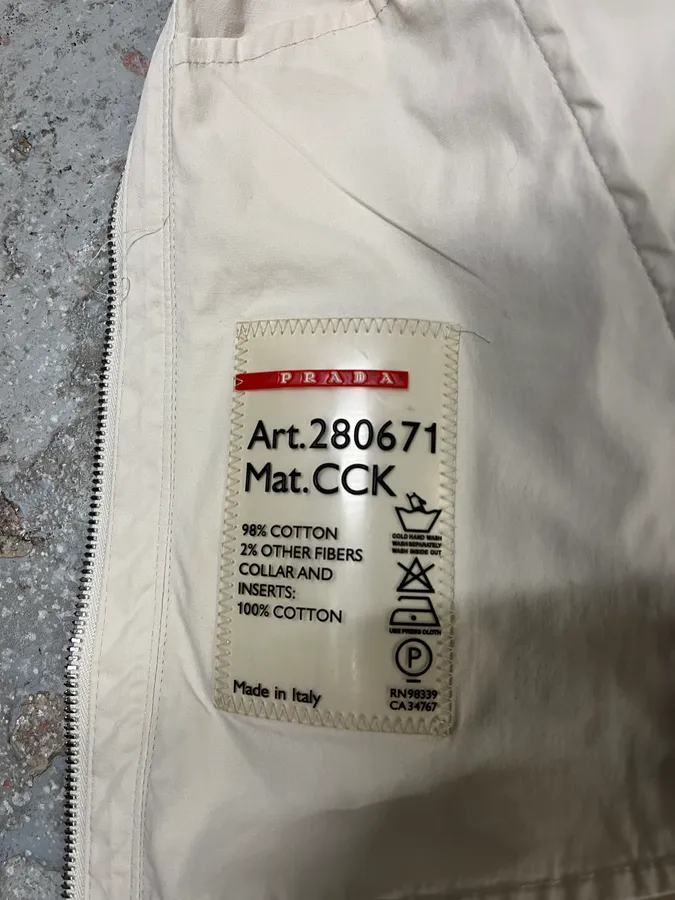 PRADA
Art.280671
Mat.CCK
98% COTTON
2% OTHER FIBERS
COLLAR AND
INSERTS:
100% COTTON
COLD HAND WASH
WASH SEPARATELY
WASH INSIDE OUT
USE PRESS CLOTH
P
Made in Italy
RN98339
CA34767